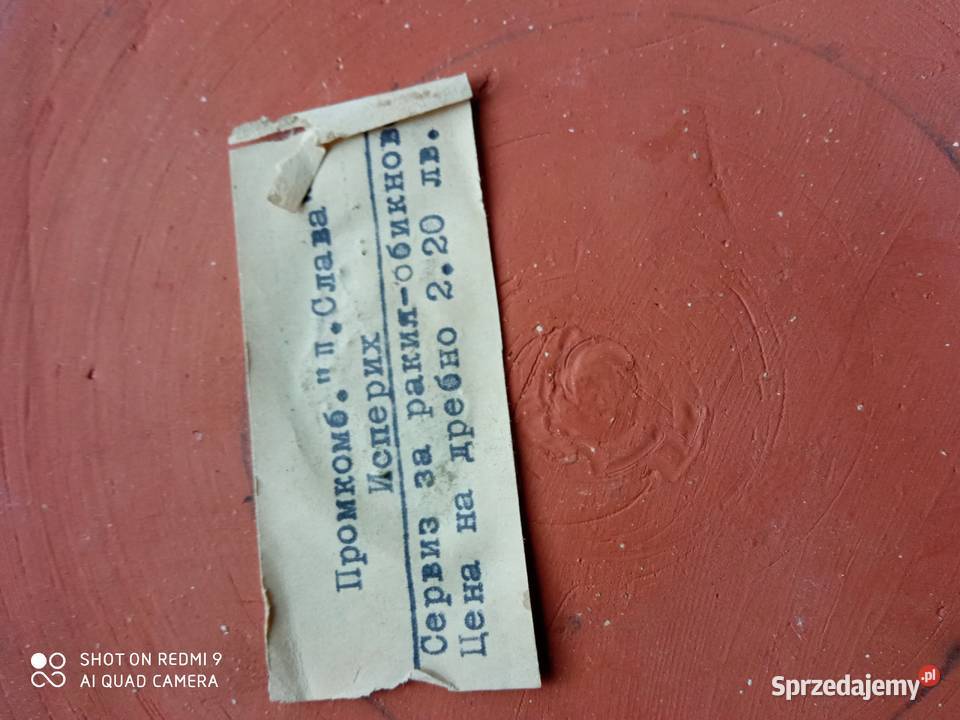 Промкомб. "п.Слава"
Исперих
Сервиз за ракия-обикнов
Цена на дребно 2.20 лв.
SHOT ON REDMI 9
AI QUAD CAMERA
Sprzedajemy.pl